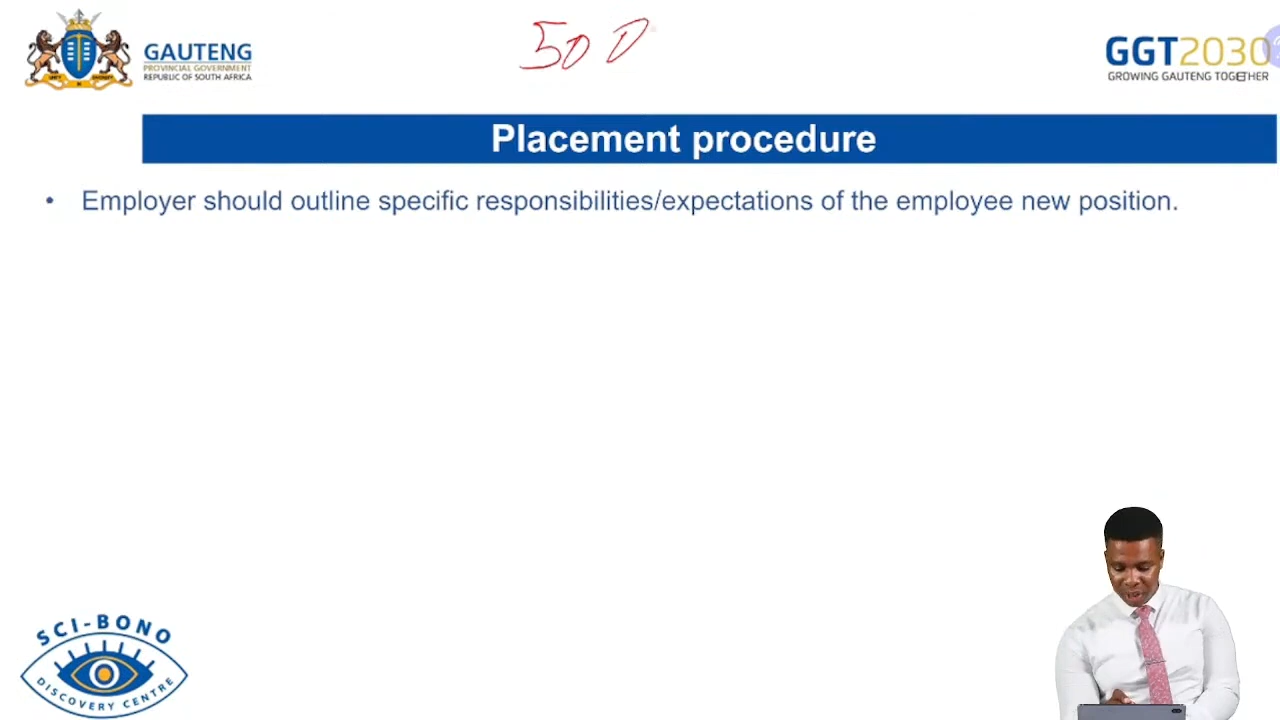 500
GAUTENG
PROVINCIAL GOVERNMENT
REPUBLIC OF SOUTH AFRICA
GGT2030
GROWING GAUTENG TOGETHER
Placement procedure
• Employer should outline specific responsibilities/expectations of the employee new position.
SCI-BONO
DISCOVERY CENTRE